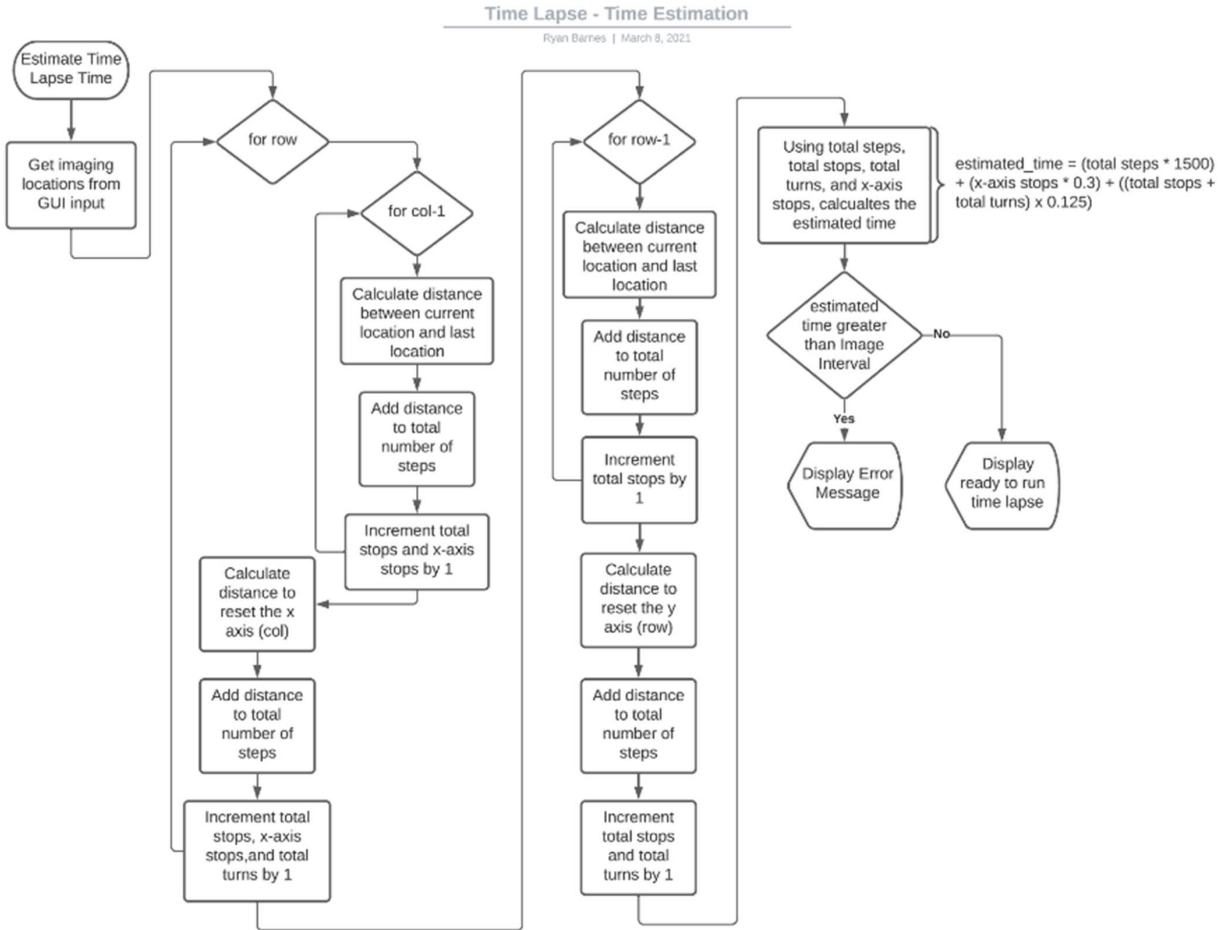 Time Lapse - Time Estimation
Ryan Barnes | March 8, 2021
Estimate Time
Lapse Time
Get imaging
locations from
GUI input
for row
for col-1
Calculate distance
between current
location and last
location
Add distance
to total
number of
steps
Increment total
stops and x-axis
stops by 1
Calculate
distance to
reset the x
axis (col)
Add distance
to total
number of
steps
Increment total
stops, x-axis
stops,and total
turns by 1
for row-1
Calculate distance
between current
location and last
location
Add distance
to total
number of
steps
Increment
total stops by
1
Calculate
distance to
reset the y
axis (row)
Add distance
to total
number of
steps
Increment
total stops
and total
turns by 1
Using total steps,
total stops, total
turns, and x-axis
stops, calcualtes the
estimated time
estimated_time = (total steps * 1500)
+ (x-axis stops * 0.3) + ((total stops +
total turns) x 0.125)
estimated
time greater
than Image
Interval
No
Yes
Display Error
Message
Display
ready to run
time lapse